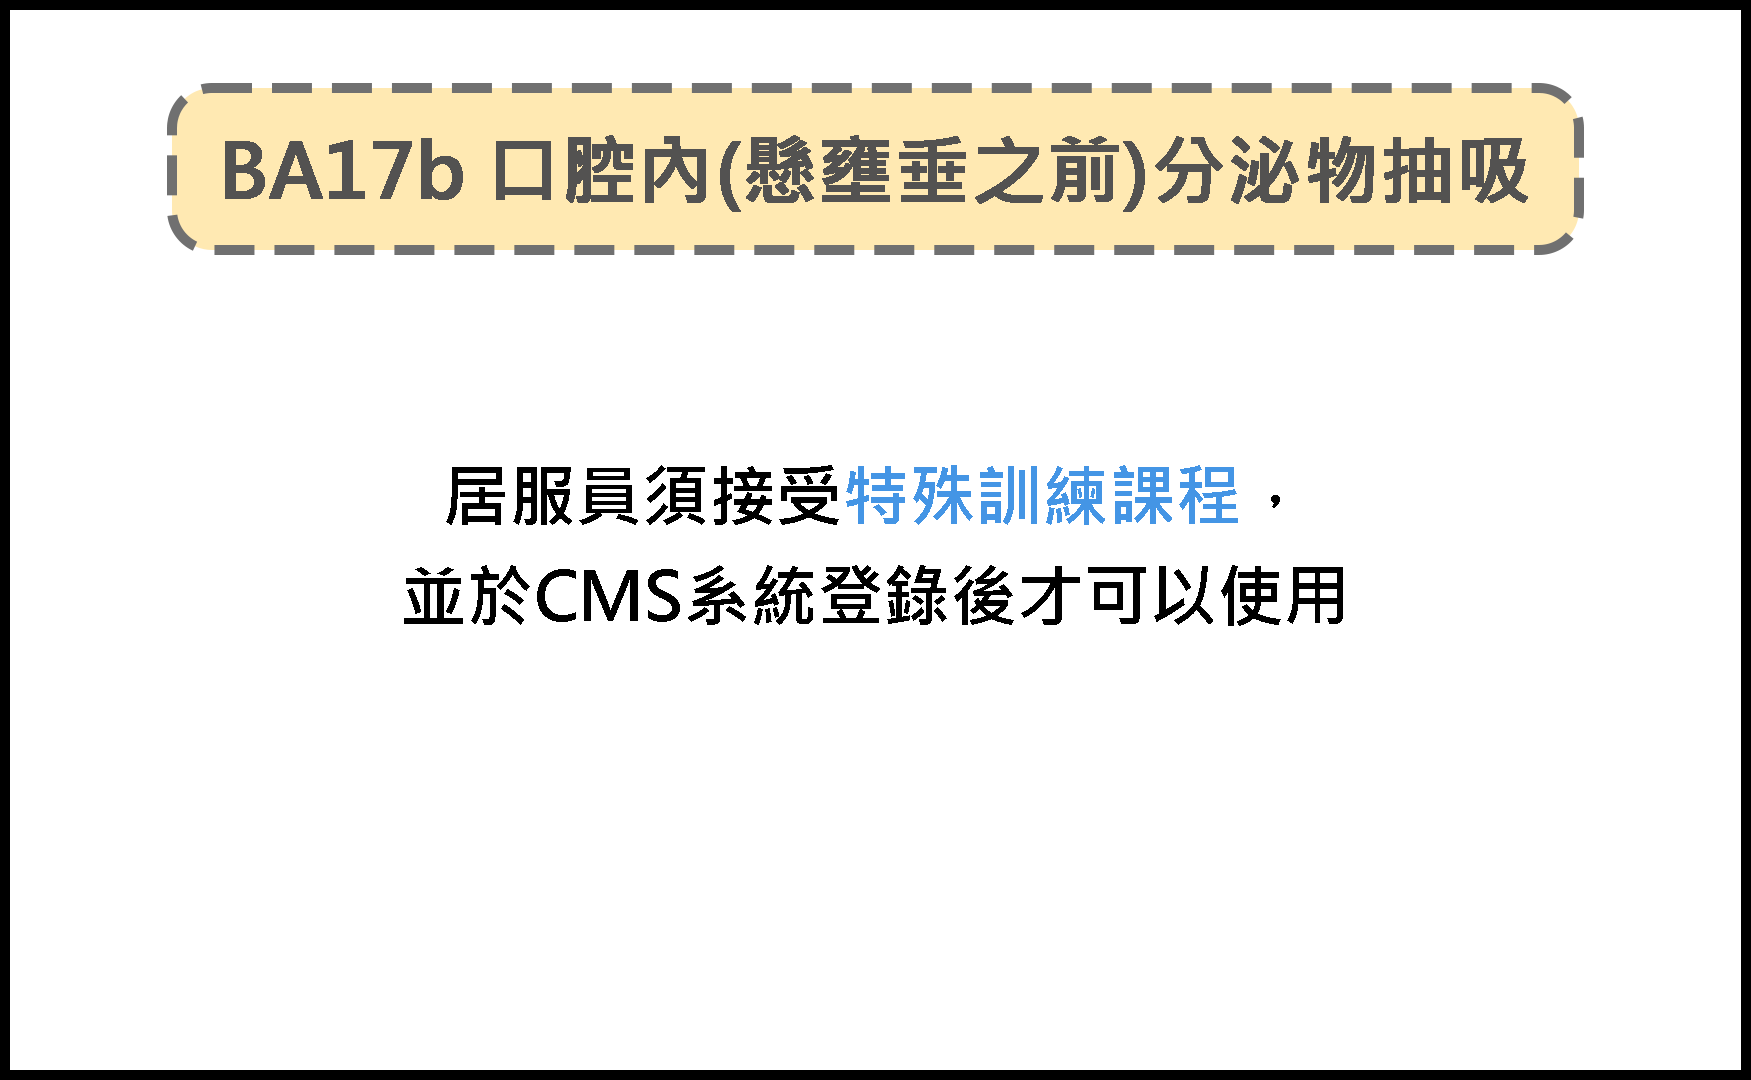 BA17b 口腔內(懸壅垂之前)分泌物抽吸
居服員須接受特殊訓練課程，
並於CMS系統登錄後才可以使用